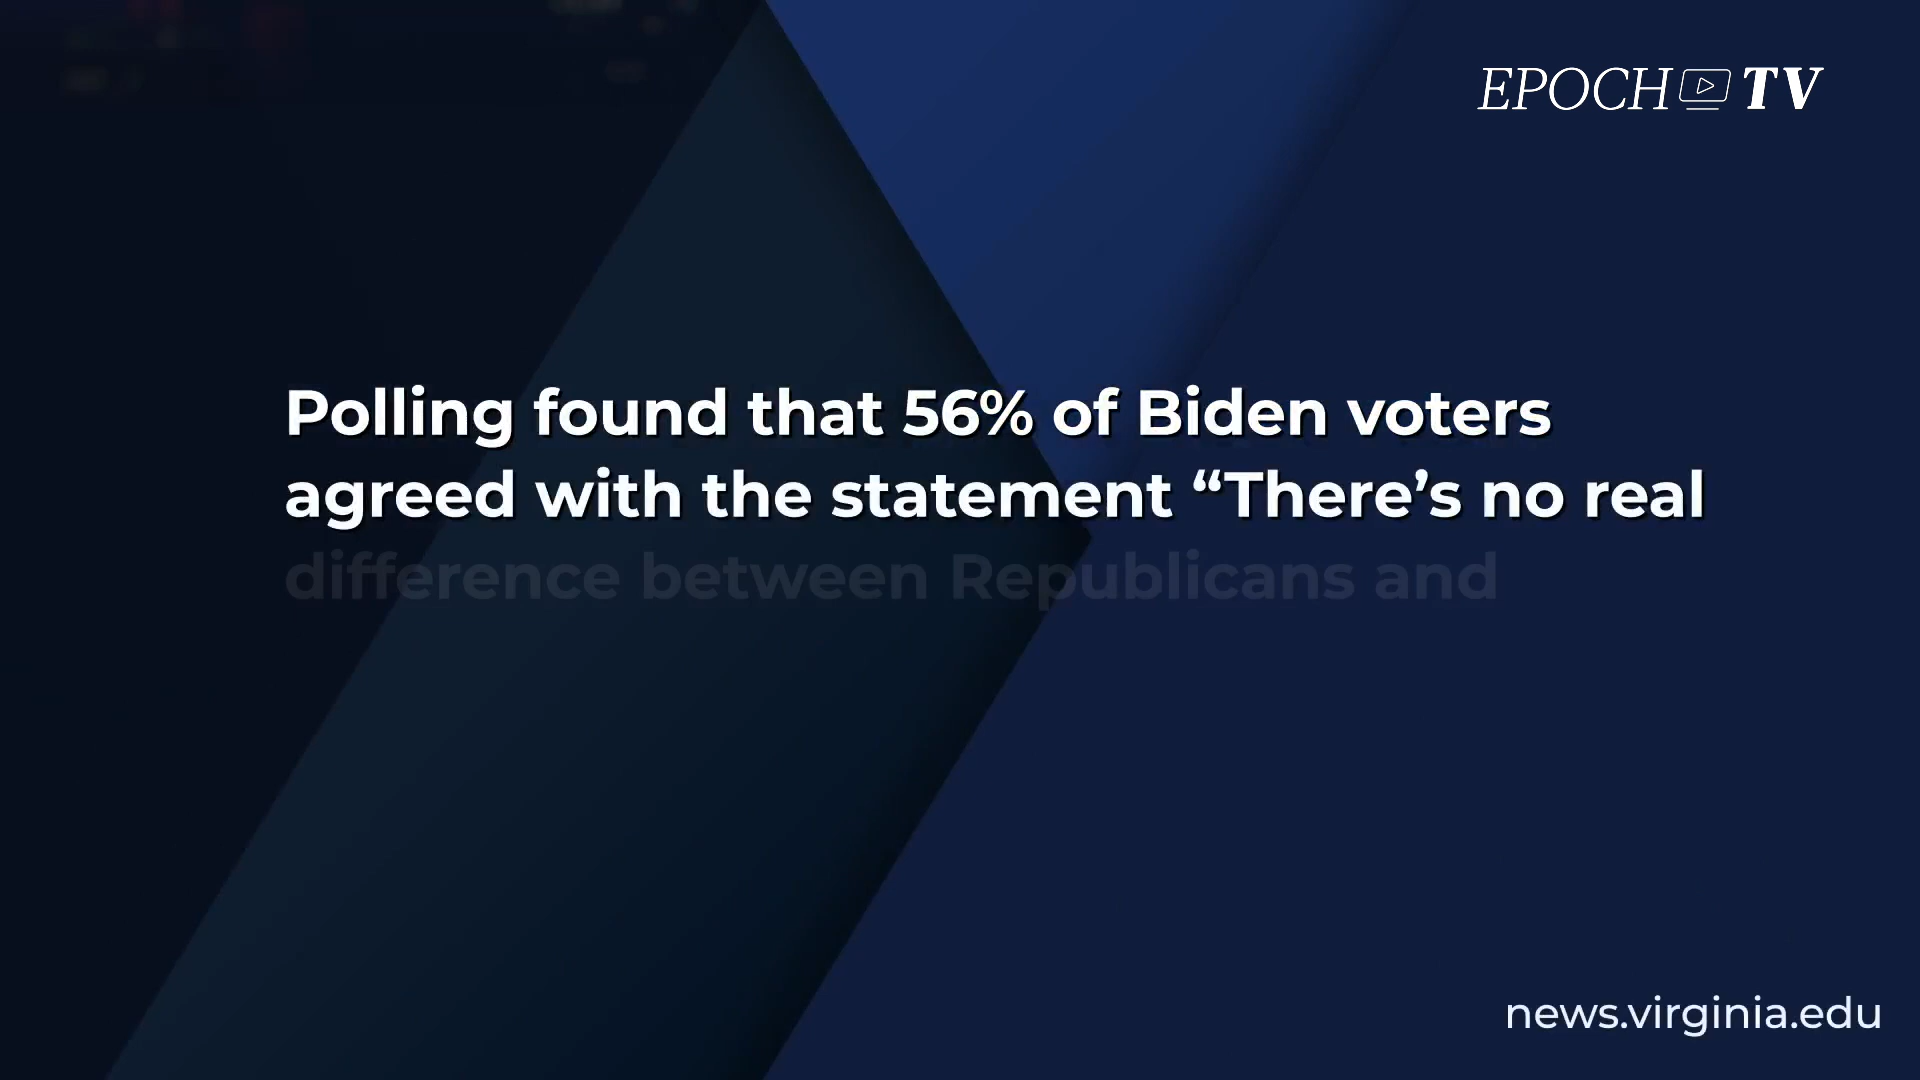 EPOCH TV
Polling found that 56% of Biden voters
agreed with the statement “There’s no real
difference between Republicans and
news.virginia.edu